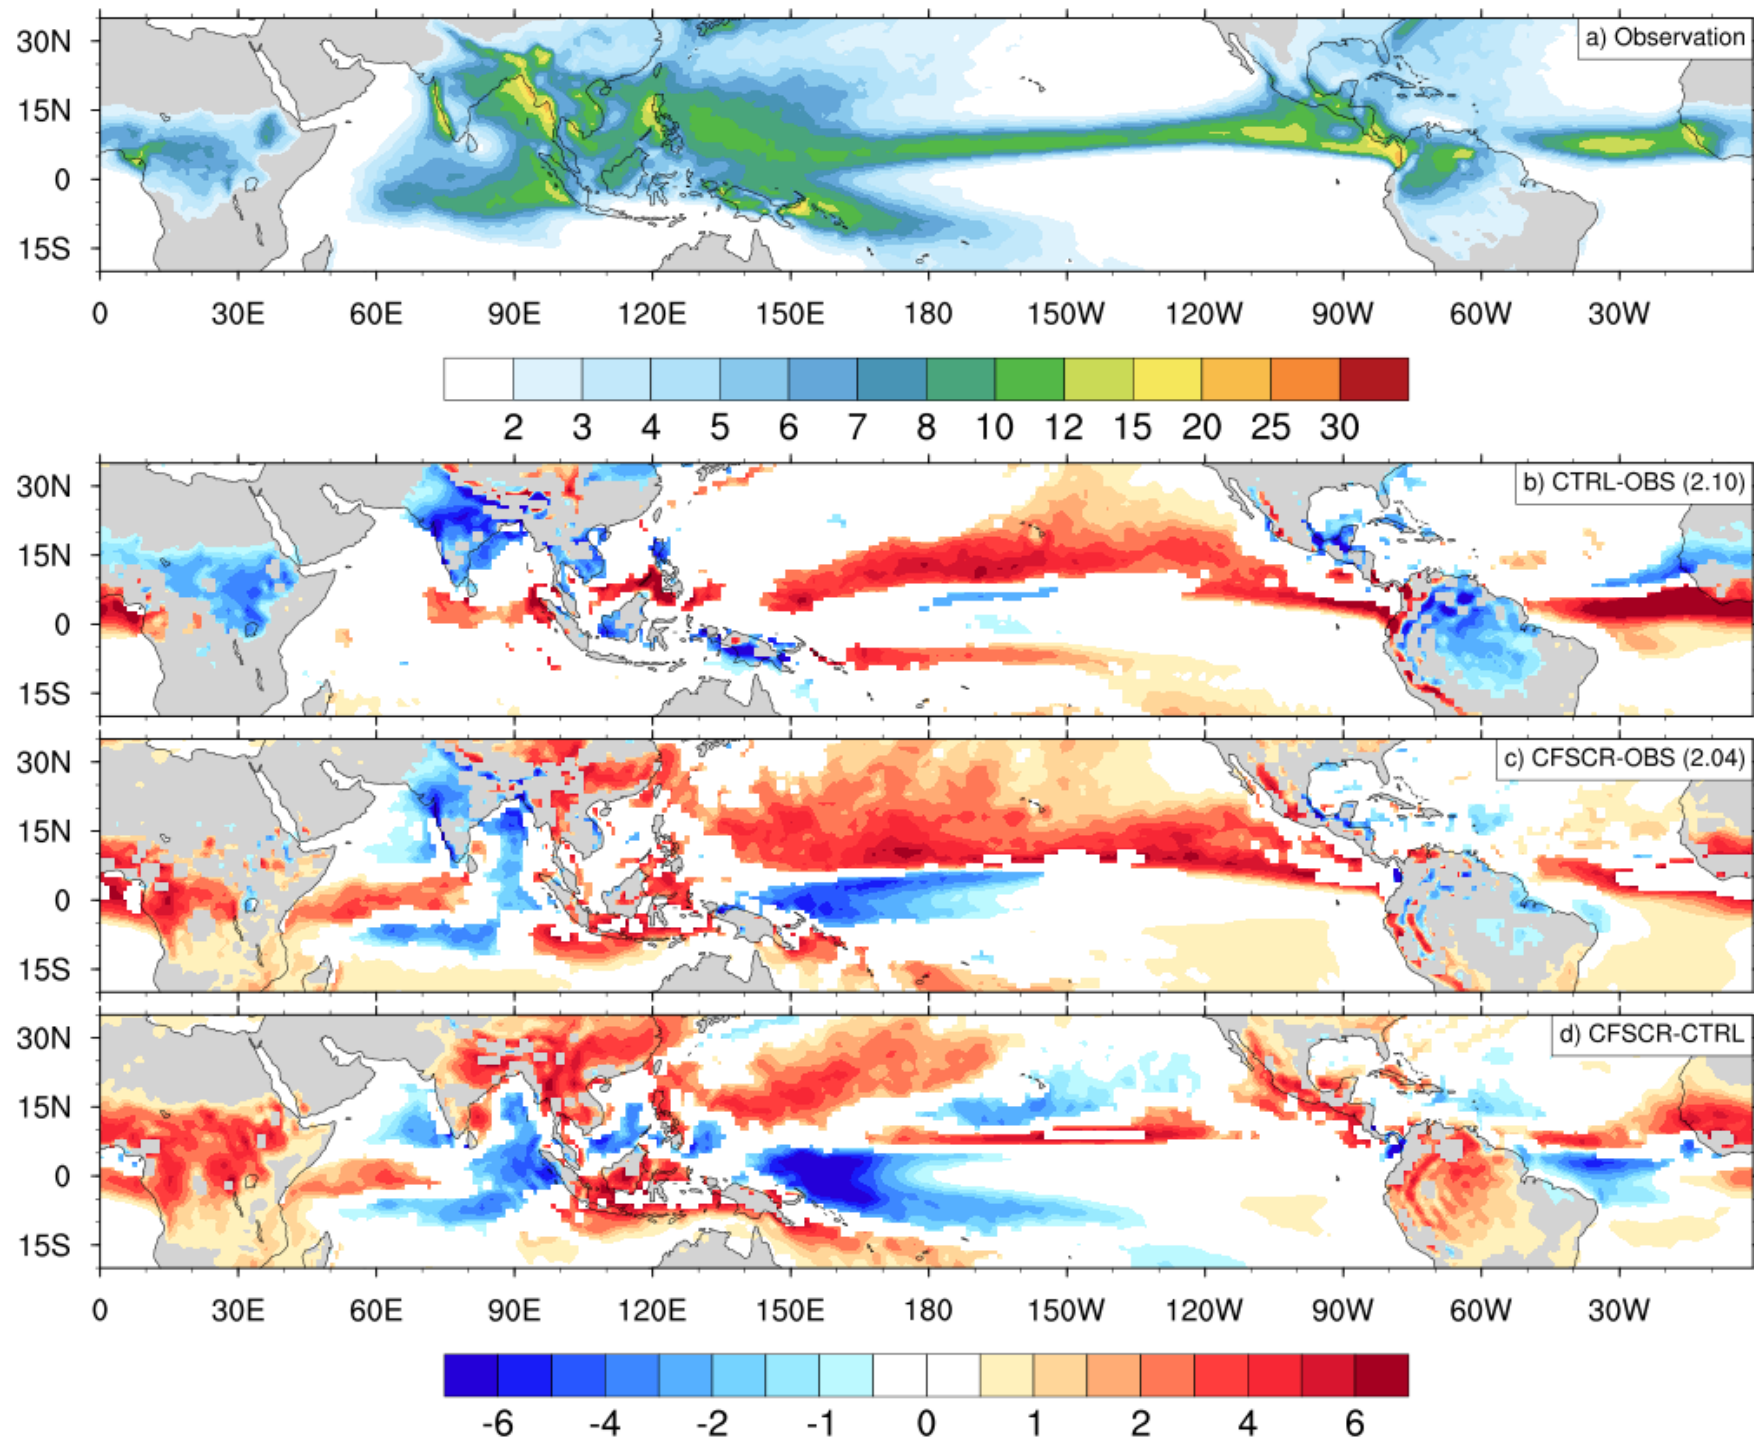 a) Observation
30N
15N
0
15S
0 30E 60E 90E 120E 150E 180 150W 120W 90W 60W 30W
2 3 4 5 6 7 8 10 12 15 20 25 30
b) CTRL-OBS (2.10)
30N
15N
0
15S
c) CFSCR-OBS (2.04)
30N
15N
0
15S
d) CFSCR-CTRL
30N
15N
0
15S
0 30E 60E 90E 120E 150E 180 150W 120W 90W 60W 30W
-6 -4 -2 -1 0 1 2 4 6